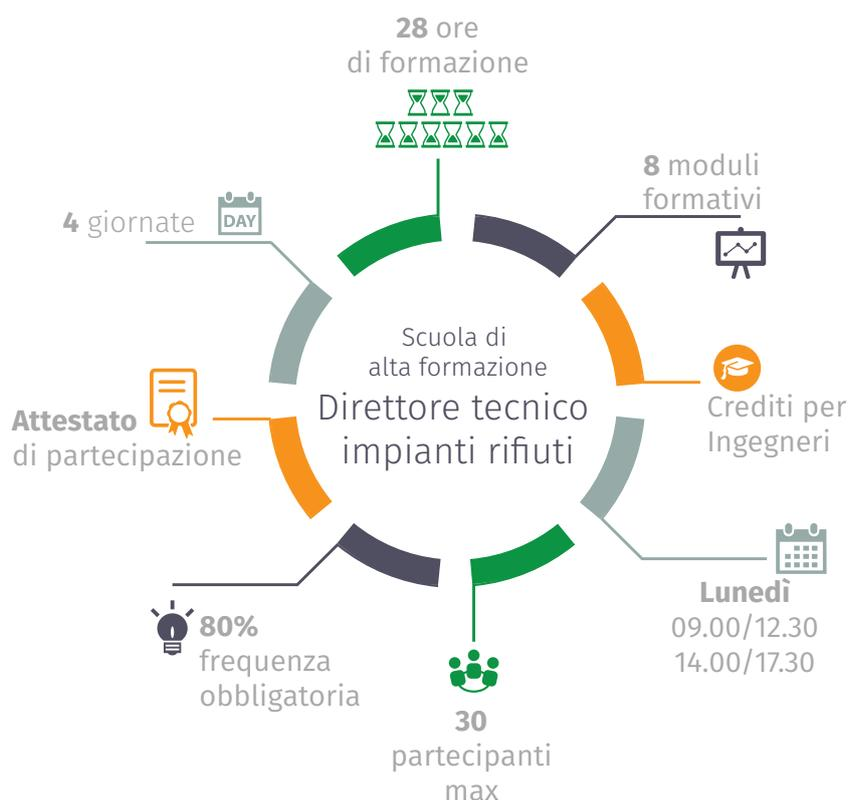 28 ore
di formazione
8 moduli
formativi
4 giornate
DAY
Scuola di
alta formazione
Direttore tecnico
impianti rifiuti
Crediti per
Ingegneri
Attestato
di partecipazione
Lunedì
09.00/12.30
14.00/17.30
80%
frequenza
obbligatoria
30
partecipanti
max